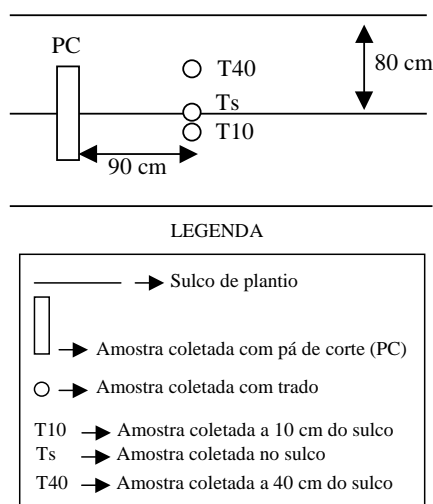 PC
T40
80 cm
Ts
T10
90 cm
LEGENDA
Sulco de plantio
Amostra coletada com pá de corte (PC)
Amostra coletada com trado
T10 Amostra coletada a 10 cm do sulco
Ts Amostra coletada no sulco
T40 Amostra coletada a 40 cm do sulco